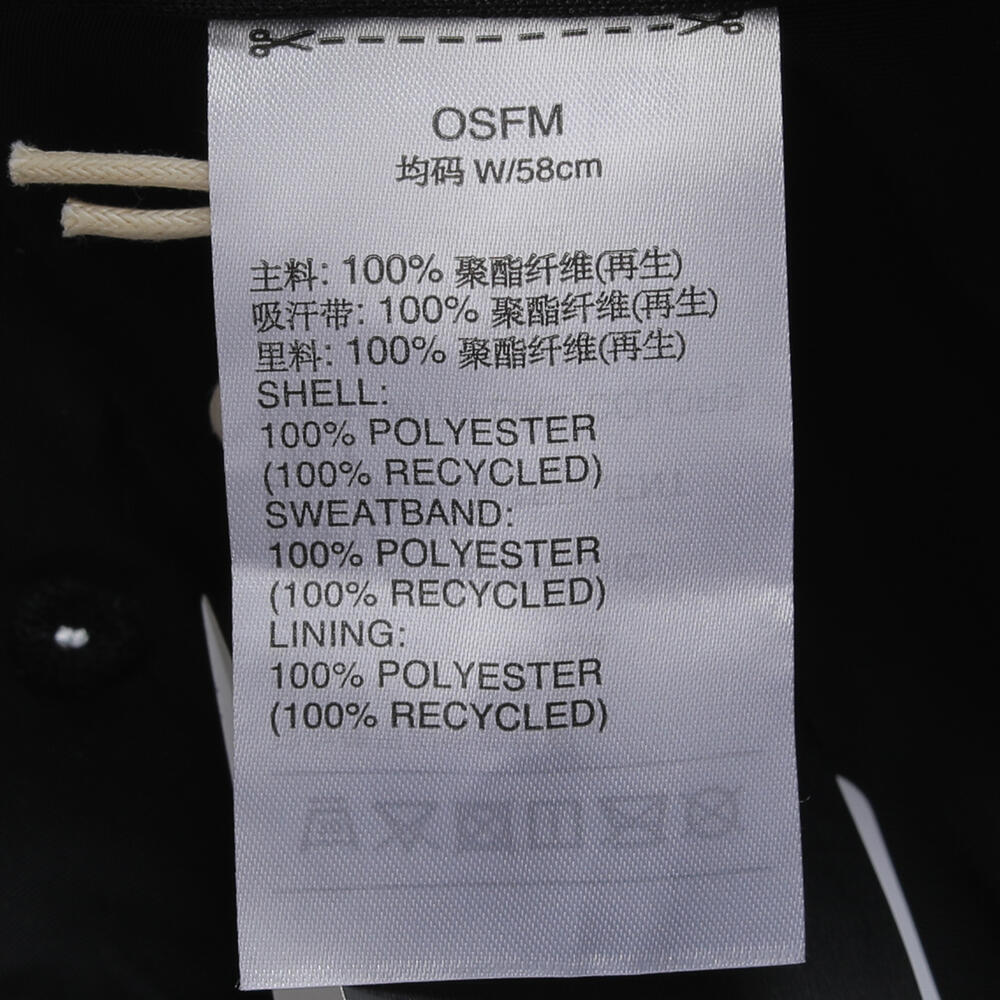 OSFM
均码 W/58cm
主料: 100% 聚酯纤维(再生)
吸汗带: 100% 聚酯纤维(再生)
里料: 100% 聚酯纤维(再生)
SHELL:
100% POLYESTER
(100% RECYCLED)
SWEATBAND:
100% POLYESTER
(100% RECYCLED)
LINING:
100% POLYESTER
(100% RECYCLED)